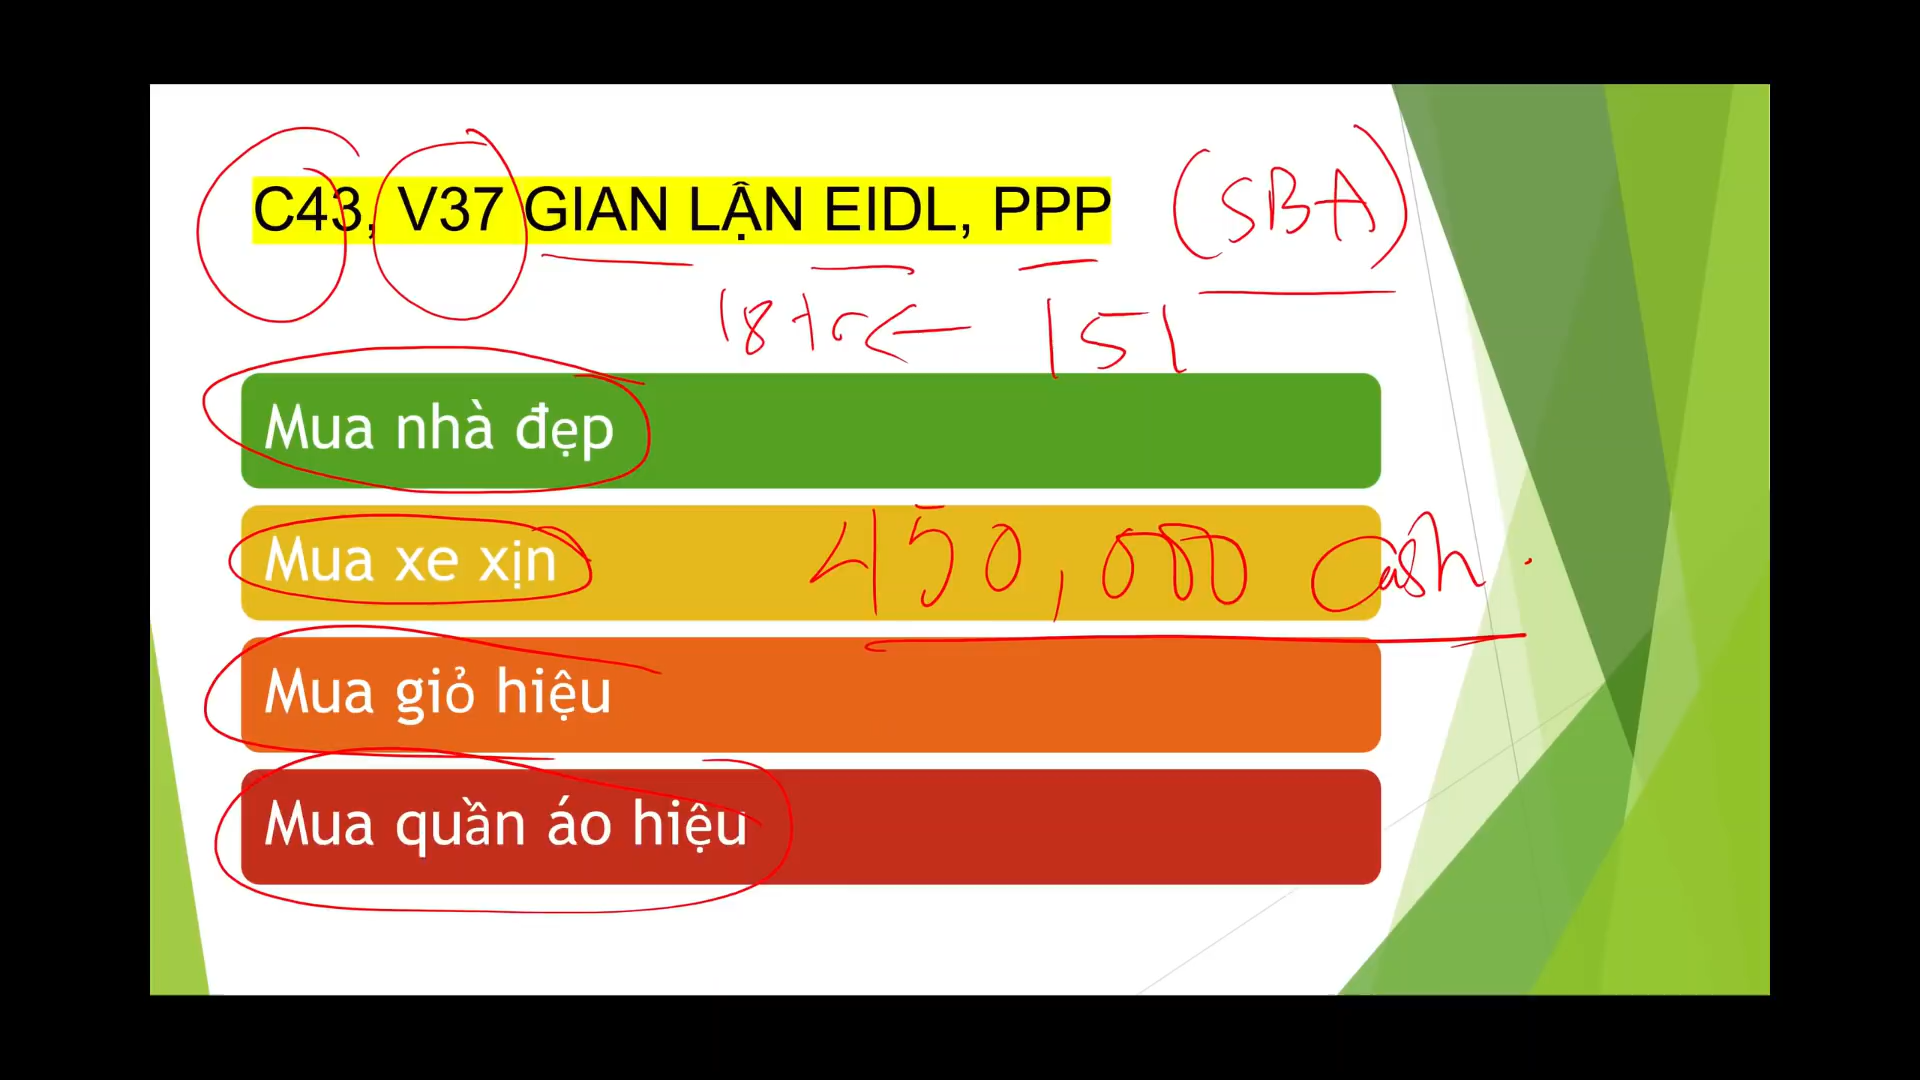 C43, V37 GIAN LẬN EIDL, PPP (SBA)
151
Mua nhà đẹp
Mua xe xịn 450,000 Cash.
Mua giỏ hiệu
Mua quần áo hiệu